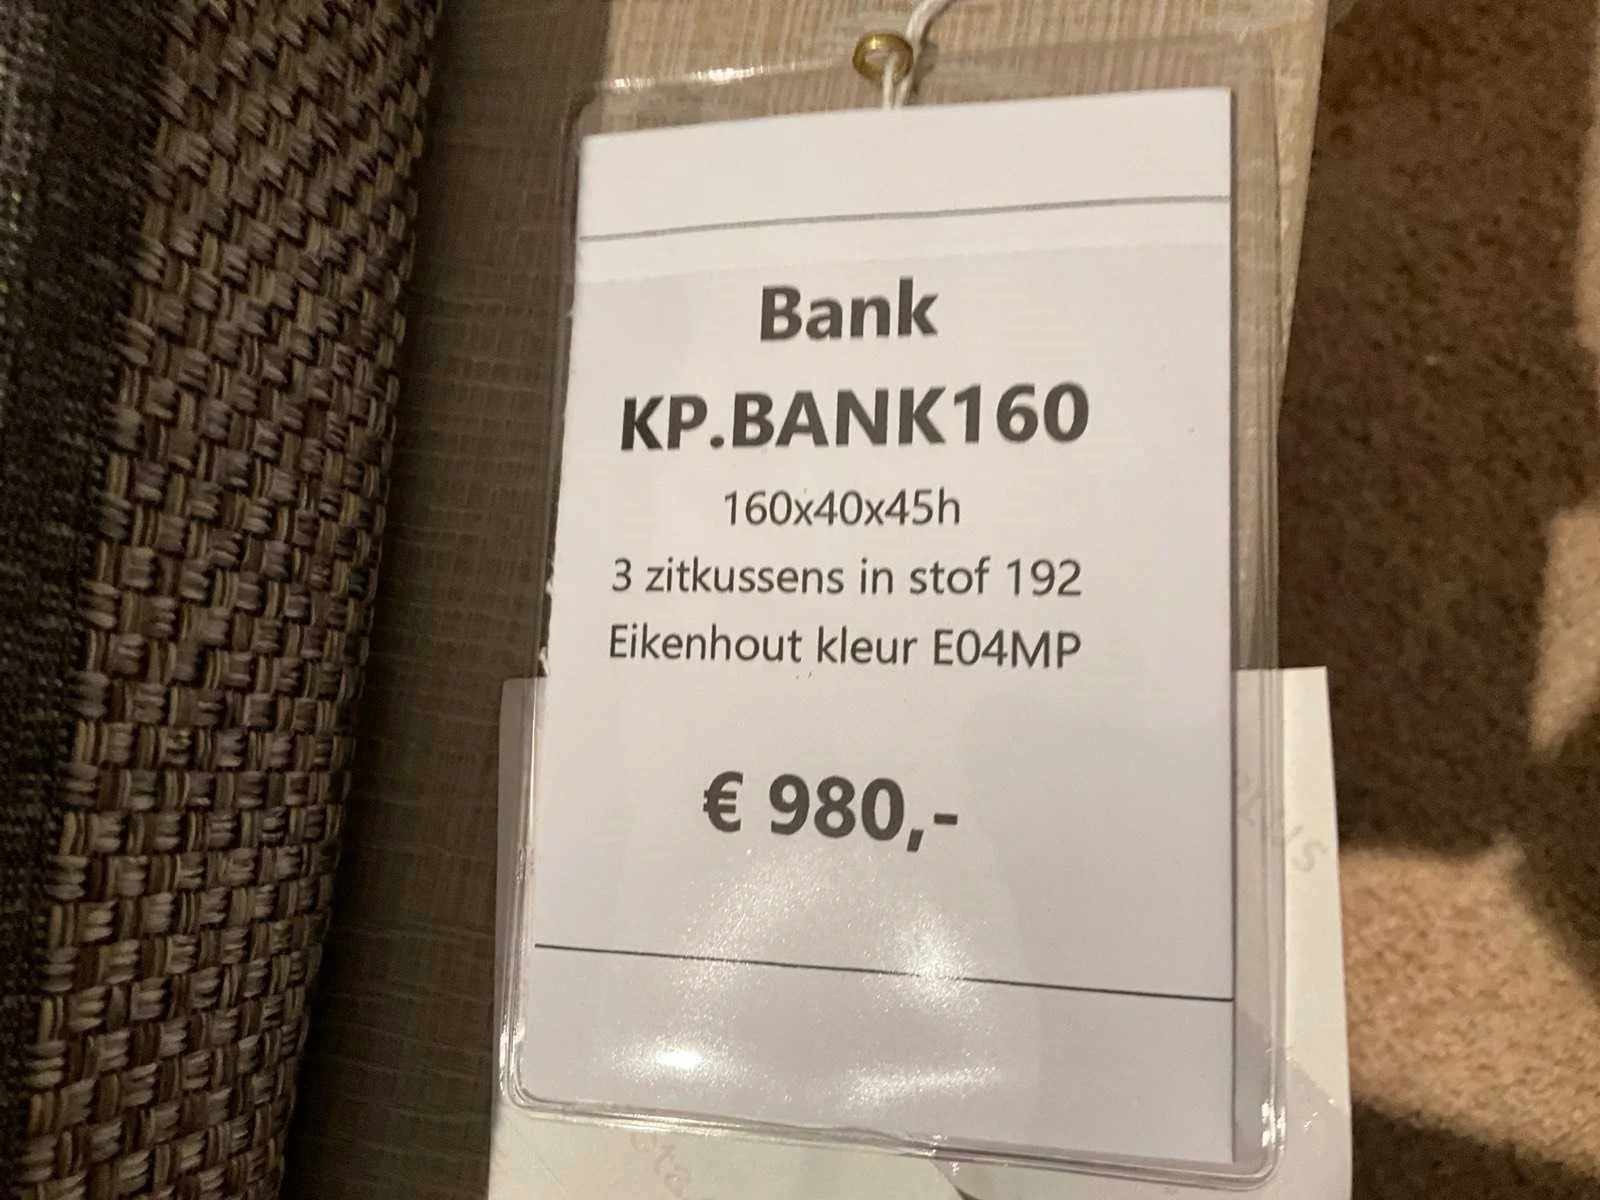 Bank
KP.BANK160
160x40x45h
3 zitkussens in stof 192
Eikenhout kleur E04MP
€ 980,-